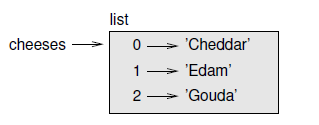 list
cheeses
0 'Cheddar'
1 'Edam'
2 'Gouda'